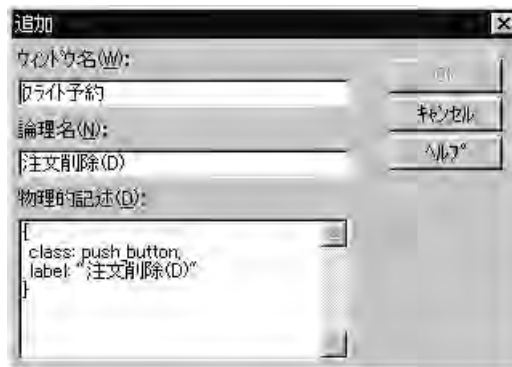 追加
ウィンドウ名(W):
フライト予約
論理名(N):
注文削除(D)
物理的記述(D):
{
class: push_button,
label: "注文削除(D)"
}
OK
キャンセル
ヘルプ